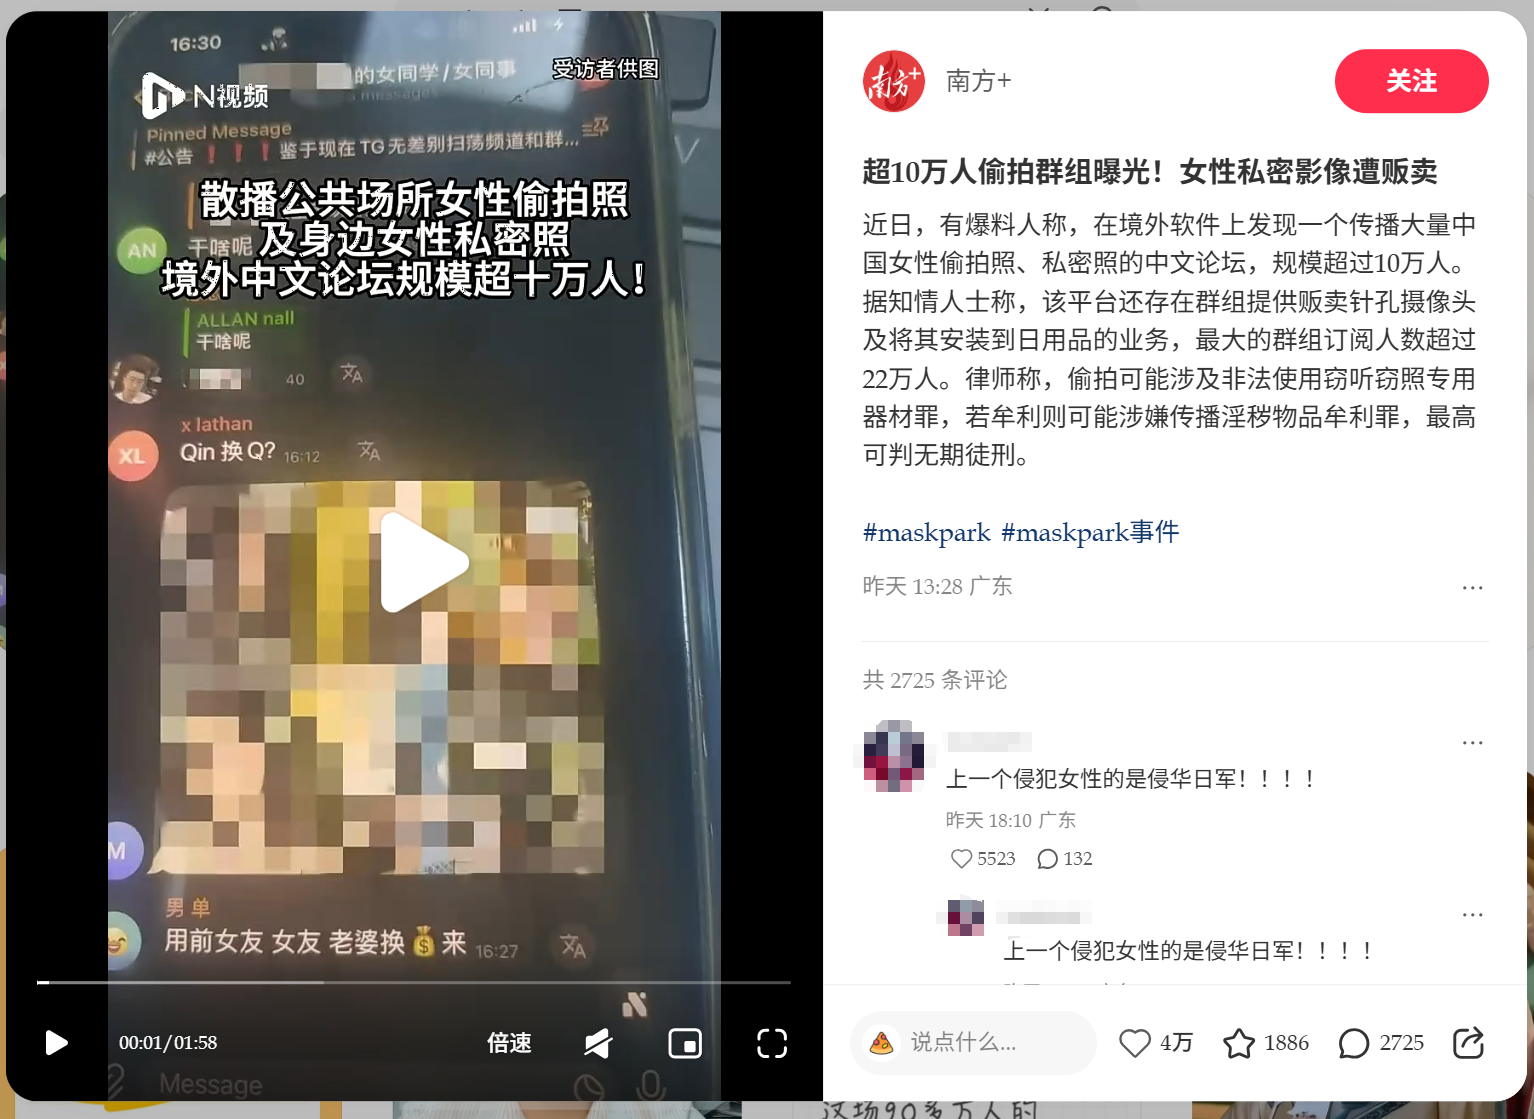 16:30
的女同学/女同事
受访者供图
N视频
Pinned Message
#公告❗❗❗鉴于现在TG无差别扫荡频道和群...
散播公共场所女性偷拍照
及身边女性私密照
境外中文论坛规模超十万人！
AN
干啥呢
ALLAN nall
干啥呢
40
x lathan
XL
Qin 换Q?
16:12
M
男 单
用前女友 女友 老婆换💰来
16:27
00:01/01:58
倍速
Message
南方+
南方+
关注
超10万人偷拍群组曝光！女性私密影像遭贩卖
近日，有爆料人称，在境外软件上发现一个传播大量中
国女性偷拍照、私密照的中文论坛，规模超过10万人。
据知情人士称，该平台还存在群组提供贩卖针孔摄像头
及将其安装到日用品的业务，最大的群组订阅人数超过
22万人。律师称，偷拍可能涉及非法使用窃听窃照专用
器材罪，若牟利则可能涉嫌传播淫秽物品牟利罪，最高
可判无期徒刑。
#maskpark #maskpark事件
昨天 13:28 广东
共 2725 条评论
上一个侵犯女性的是侵华日军！！！！
昨天 18:10 广东
5523
132
上一个侵犯女性的是侵华日军！！！！
说点什么...
4万
1886
2725
这场90多万人的